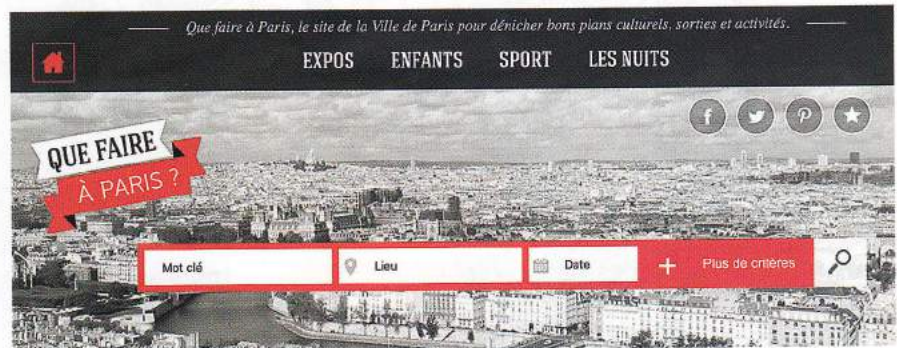 Que faire à Paris, le site de la Ville de Paris pour dénicher bons plans culturels, sorties et activités.
EXPOS ENFANTS SPORT LES NUITS
QUE FAIRE
À PARIS ?
Mot clé Lieu Date + Plus de critères